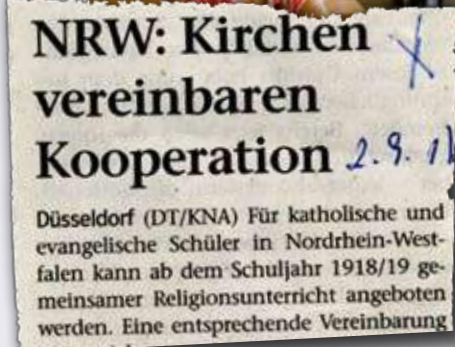 NRW: Kirchen
vereinbaren
Kooperation 2.9.
Düsseldorf (DT/KNA) Für katholische und
evangelische Schüler in Nordrhein-West-
falen kann ab dem Schuljahr 1918/19 ge-
meinsamer Religionsunterricht angeboten
werden. Eine entsprechende Vereinbarung